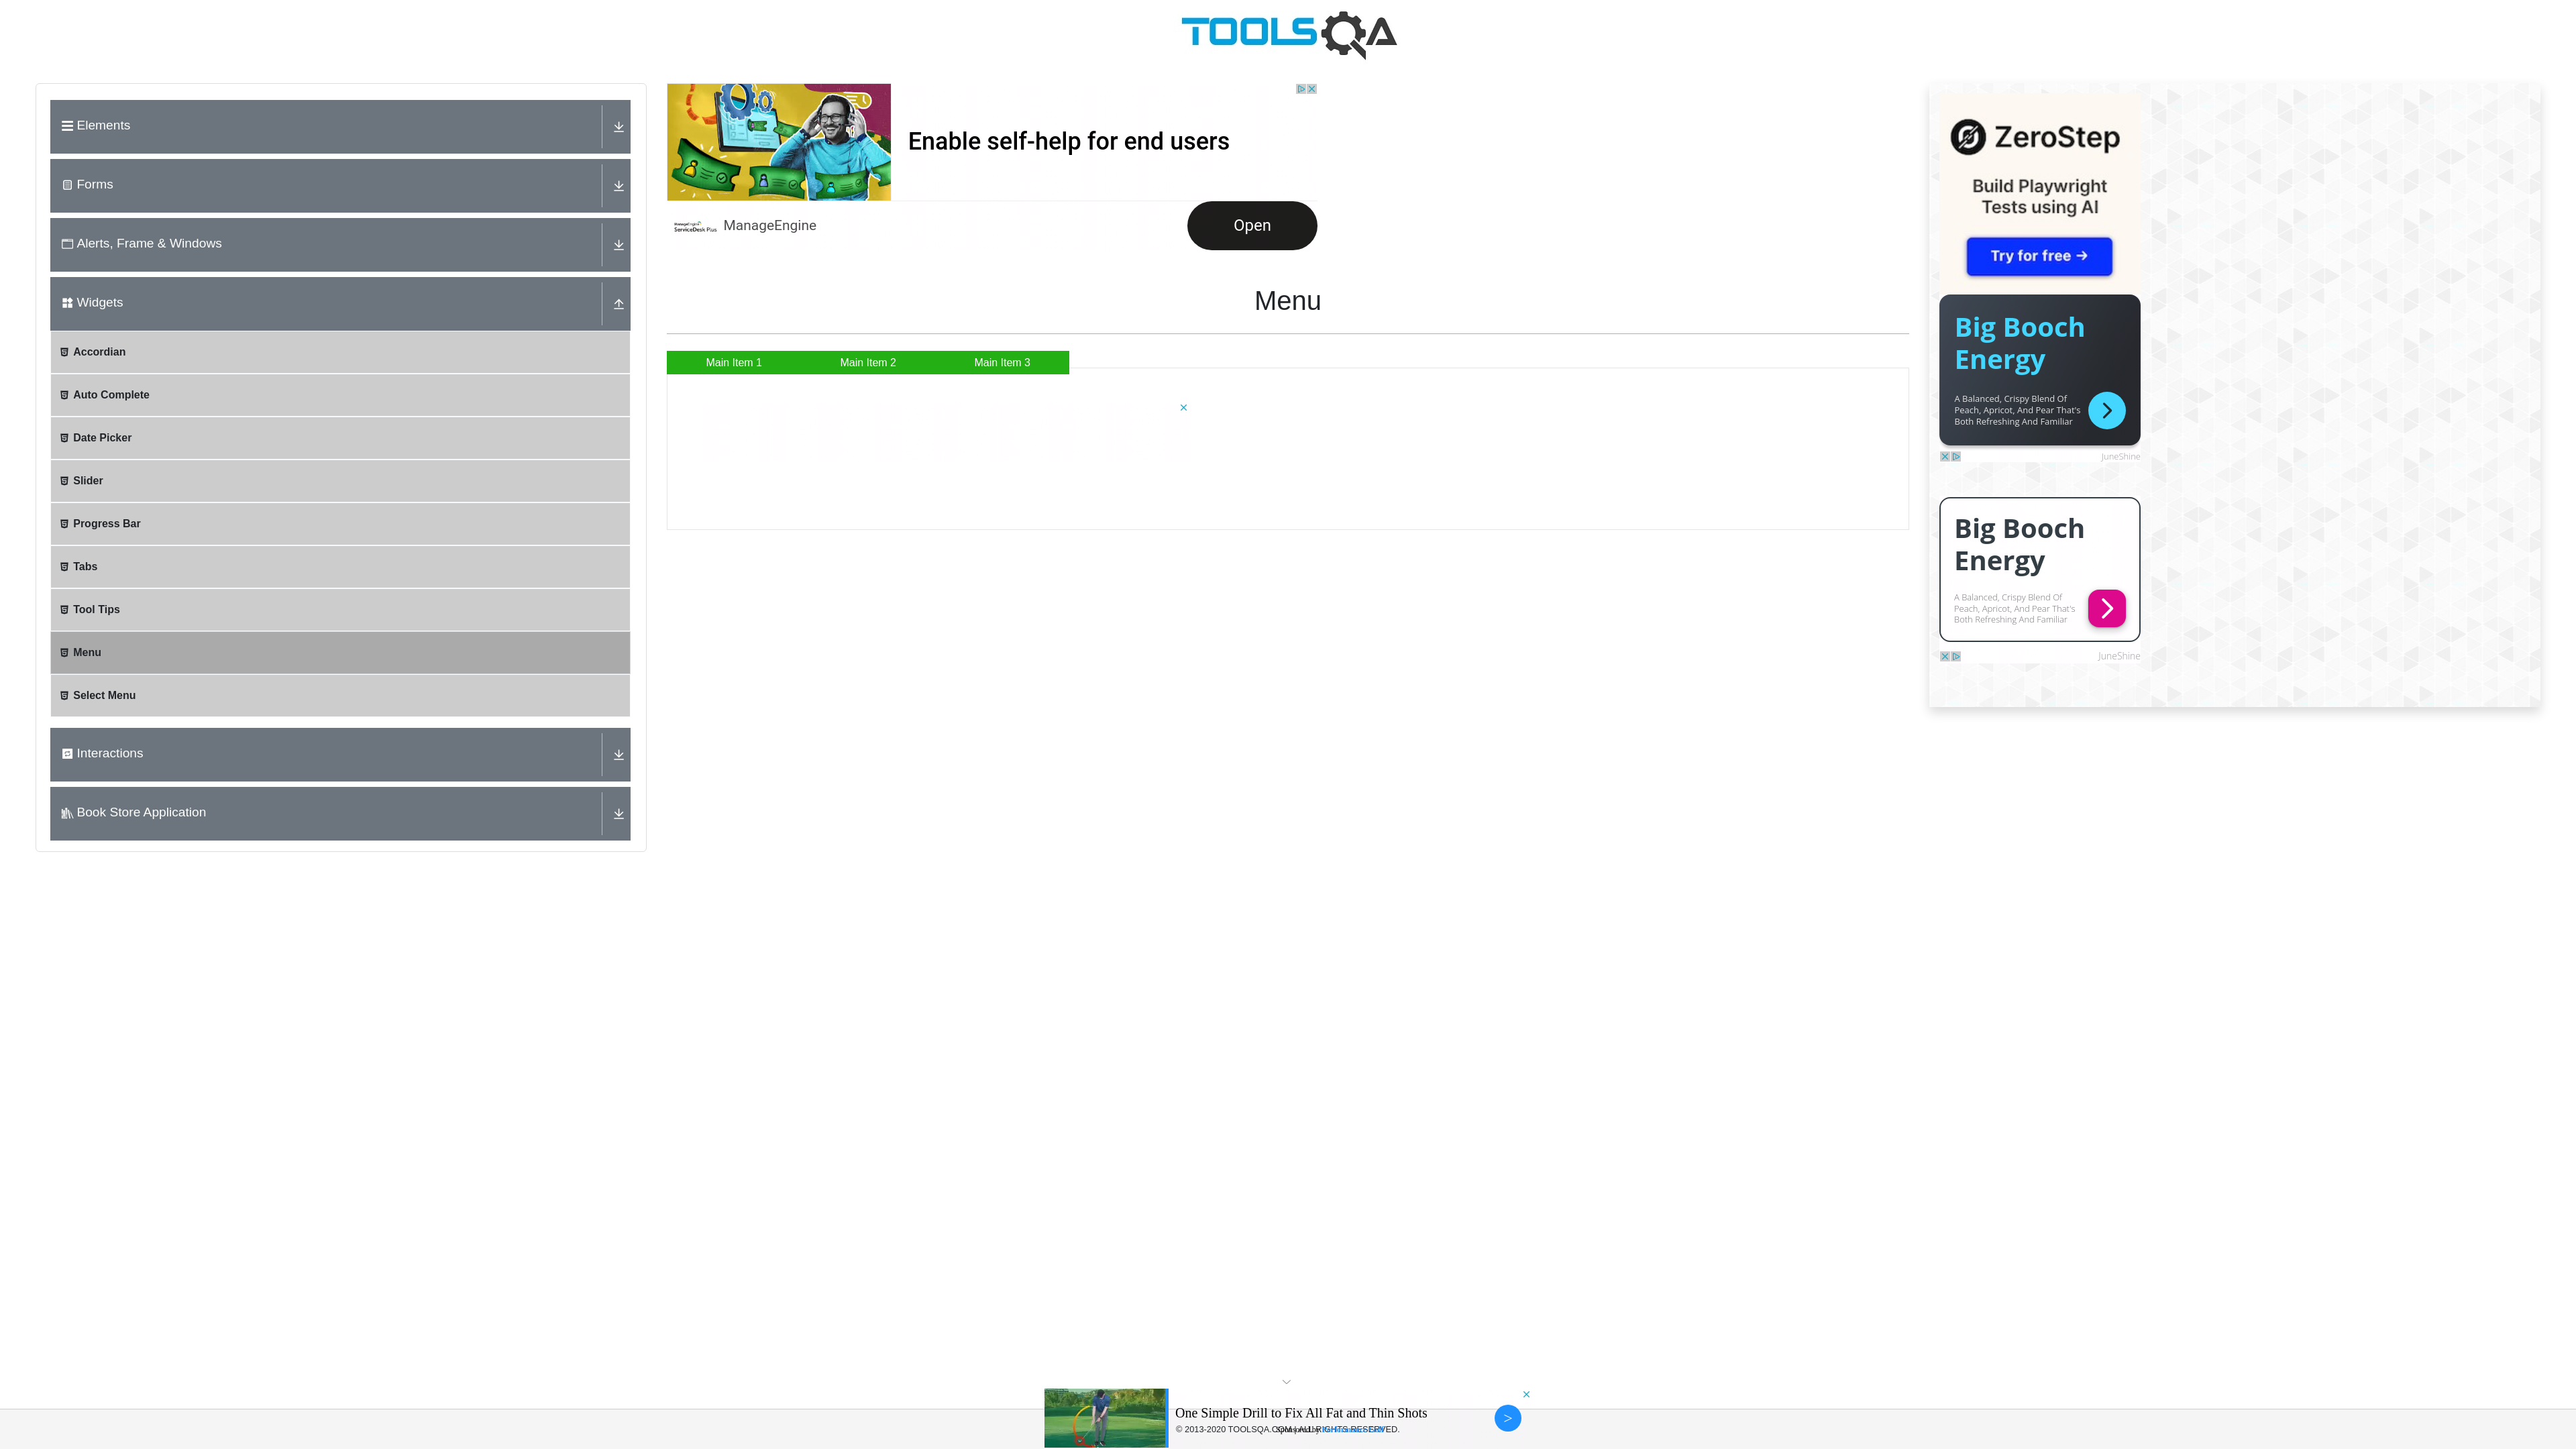 TOOLSQA
Elements
Forms
Alerts, Frame & Windows
Widgets
Accordian
Auto Complete
Date Picker
Slider
Progress Bar
Tabs
Tool Tips
Menu
Select Menu
Interactions
Book Store Application
Enable self-help for end users
ServiceDesk Plus
ManageEngine
Open
Menu
Main Item 1
Main Item 2
Main Item 3
ZeroStep
Build Playwright
Tests using AI
Try for free →
Big Booch
Energy
A Balanced, Crispy Blend Of
Peach, Apricot, And Pear That's
Both Refreshing And Familiar
JuneShine
Big Booch
Energy
A Balanced, Crispy Blend Of
Peach, Apricot, And Pear That's
Both Refreshing And Familiar
JuneShine
One Simple Drill to Fix All Fat and Thin Shots
© 2013-2020 TOOLSQA.COM | ALL RIGHTS RESERVED.